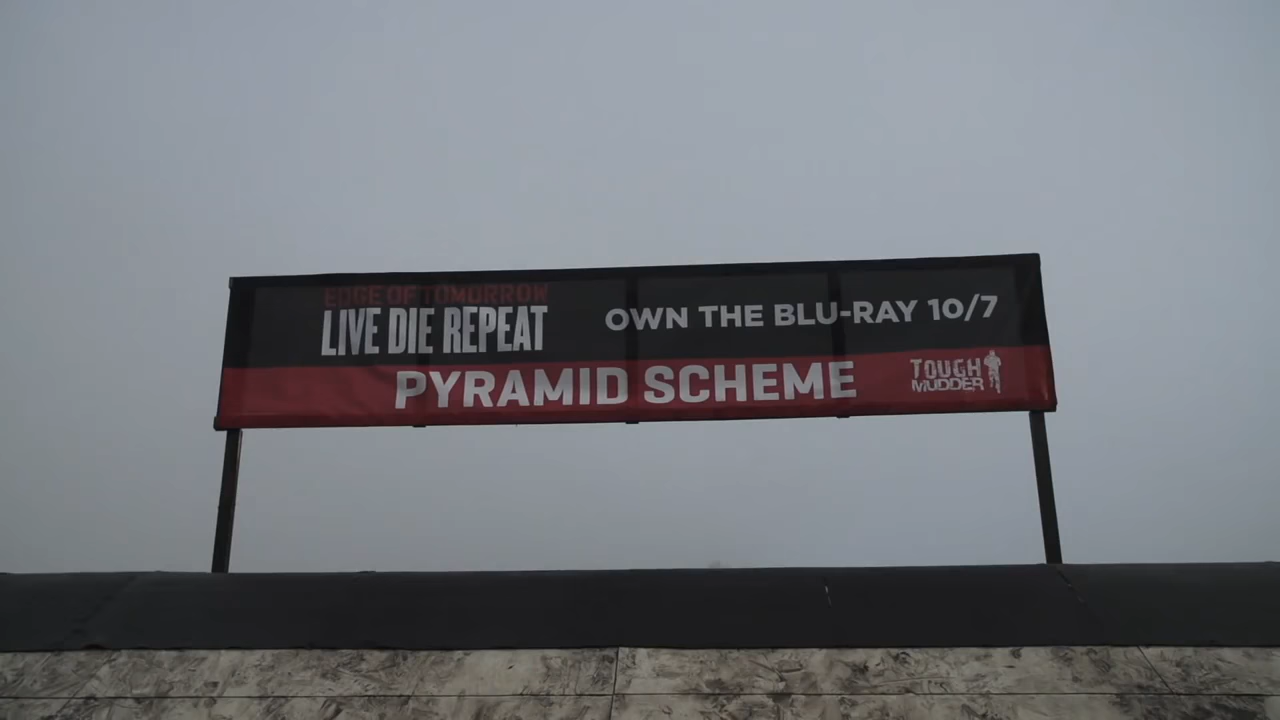 EDGE OF TOMORROW
LIVE DIE REPEAT
OWN THE BLU-RAY 10/7
PYRAMID SCHEME
TOUGH
MUDDER